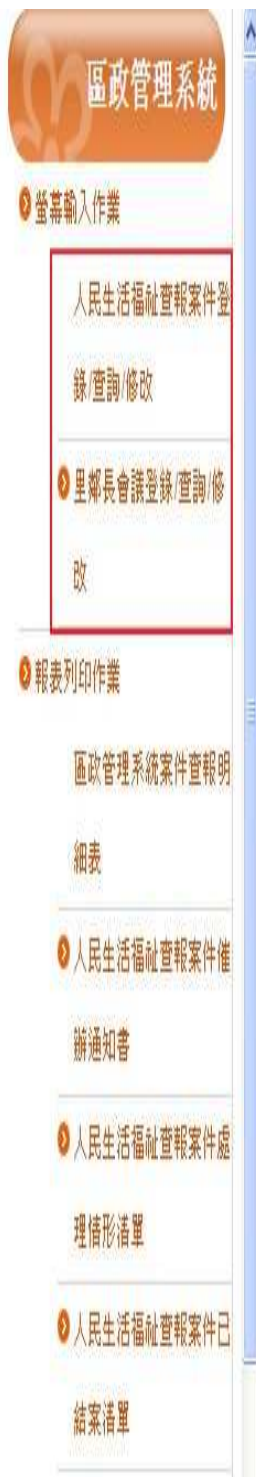 區政管理系統
螢幕輸入作業
人民生活福祉查報案件登
錄/查詢/修改
里鄰長會議登錄/查詢/修
改
報表列印作業
區政管理系統案件查報明
細表
人民生活福祉查報案件催
辦通知書
人民生活福祉查報案件處
理情形清單
人民生活福祉查報案件已
結案清單